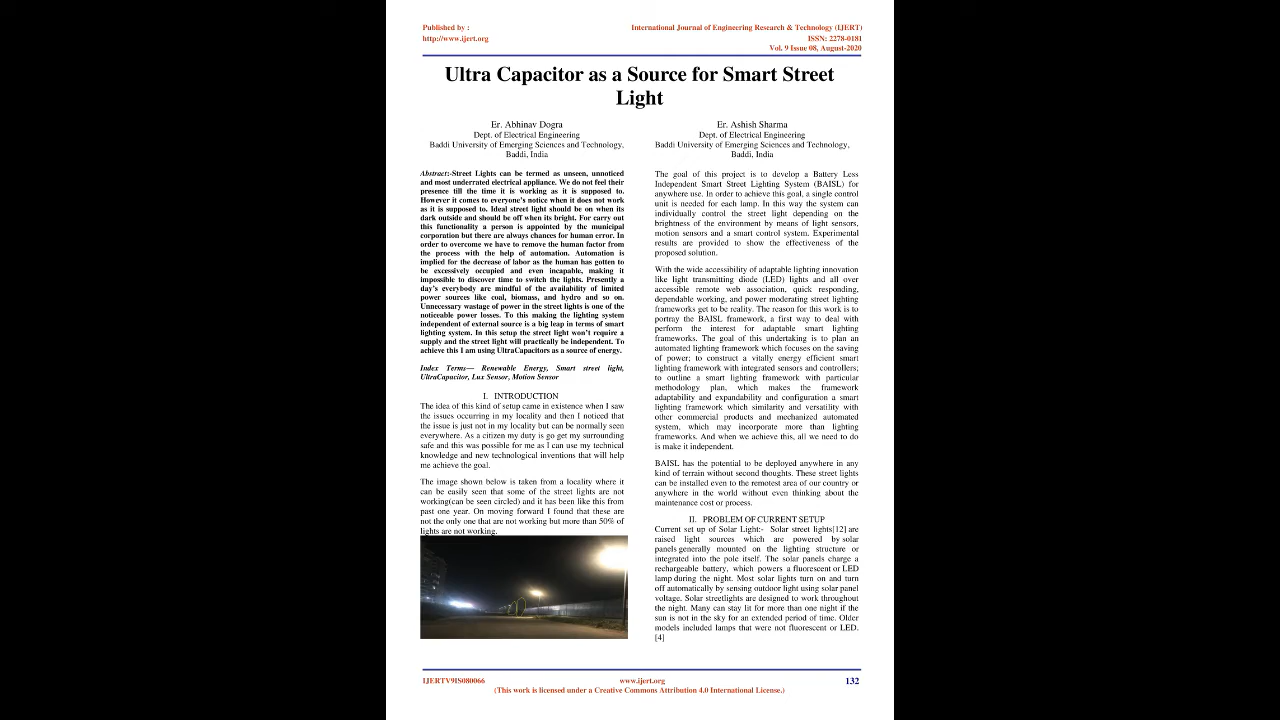 Published by :
http://www.ijert.org
International Journal of Engineering Research & Technology (IJERT)
ISSN: 2278-0181
Vol. 9 Issue 08, August-2020
Ultra Capacitor as a Source for Smart Street
Light
Er. Abhinav Dogra
Dept. of Electrical Engineering
Baddi University of Emerging Sciences and Technology,
Baddi, India
Er. Ashish Sharma
Dept. of Electrical Engineering
Baddi University of Emerging Sciences and Technology,
Baddi, India
Abstract:-Street Lights can be termed as unseen, unnoticed
and most underrated electrical appliance. We do not feel their
presence till the time it is working as it is supposed to.
However it comes to everyone's notice when it does not work
as it is supposed to. Ideal street light should be on when its
dark outside and should be off when its bright. For carry out
this functionality a person is appointed by the municipal
corporation but there are always chances for human error. In
order to overcome we have to remove the human factor from
the process with the help of automation. Automation is
implied for the decrease of labor as the human has gotten to
be excessively occupied and even incapable, making it
impossible to discover time to switch the lights. Presently a
day's everybody are mindful of the availability of limited
power sources like coal, biomass, and hydro and so on.
Unnecessary wastage of power in the street lights is one of the
noticeable power losses. To this making the lighting system
independent of external source is a big leap in terms of smart
lighting system. In this setup the street light won't require a
supply and the street light will practically be independent. To
achieve this I am using UltraCapacitors as a source of energy.
Index Terms— Renewable Energy, Smart street light,
UltraCapacitor, Lux Sensor, Motion Sensor
I. INTRODUCTION
The idea of this kind of setup came in existence when I saw
the issues occurring in my locality and then I noticed that
the issue is just not in my locality but can be normally seen
everywhere. As a citizen my duty is go get my surrounding
safe and this was possible for me as I can use my technical
knowledge and new technological inventions that will help
me achieve the goal.
The image shown below is taken from a locality where it
can be easily seen that some of the street lights are not
working(can be seen circled) and it has been like this from
past one year. On moving forward I found that these are
not the only one that are not working but more than 50% of
lights are not working.
The goal of this project is to develop a Battery Less
Independent Smart Street Lighting System (BAISL) for
anywhere use. In order to achieve this goal, a single control
unit is needed for each lamp. In this way the system can
individually control the street light depending on the
brightness of the environment by means of light sensors,
motion sensors and a smart control system. Experimental
results are provided to show the effectiveness of the
proposed solution.
With the wide accessibility of adaptable lighting innovation
like light transmitting diode (LED) lights and all over
accessible remote web association, quick responding,
dependable working, and power moderating street lighting
frameworks get to be reality. The reason for this work is to
portray the BAISL framework, a first way to deal with
perform the interest for adaptable smart lighting
frameworks. The goal of this undertaking is to plan an
automated lighting framework which focuses on the saving
of power; to construct a vitally energy efficient smart
lighting framework with integrated sensors and controllers;
to outline a smart lighting framework with particular
methodology plan, which makes the framework
adaptability and expandability and configuration a smart
lighting framework which similarity and versatility with
other commercial products and mechanized automated
system, which may incorporate more than lighting
frameworks. And when we achieve this, all we need to do
is make it independent.
BAISL has the potential to be deployed anywhere in any
kind of terrain without second thoughts. These street lights
can be installed even to the remotest area of our country or
anywhere in the world without even thinking about the
maintenance cost or process.
II. PROBLEM OF CURRENT SETUP
Current set up of Solar Light:- Solar street lights[12] are
raised light sources which are powered by solar
panels generally mounted on the lighting structure or
integrated into the pole itself. The solar panels charge a
rechargeable battery, which powers a fluorescent or LED
lamp during the night. Most solar lights turn on and turn
off automatically by sensing outdoor light using solar panel
voltage. Solar streetlights are designed to work throughout
the night. Many can stay lit for more than one night if the
sun is not in the sky for an extended period of time. Older
models included lamps that were not fluorescent or LED.
[4]
IJERTV9IS080066
www.ijert.org
132
(This work is licensed under a Creative Commons Attribution 4.0 International License.)